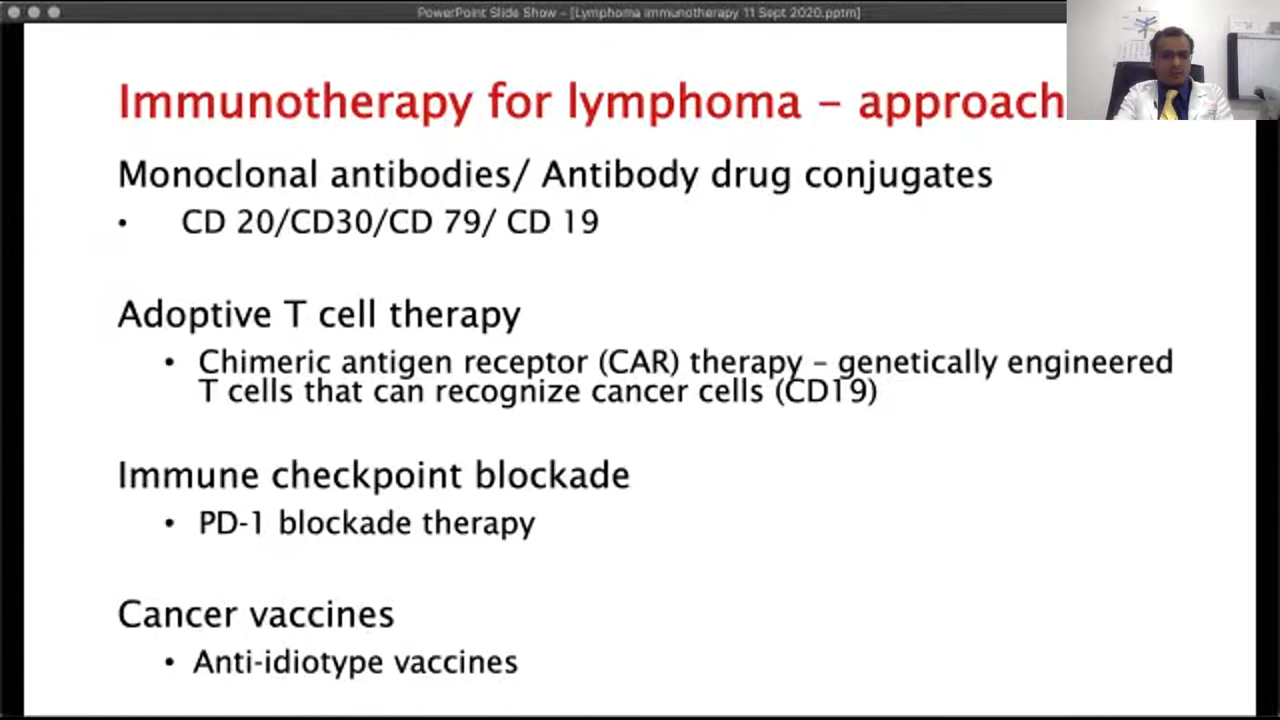 PowerPoint Slide Show - [Lymphoma immunotherapy 11 Sept 2020.pptm]
Immunotherapy for lymphoma – approach
Monoclonal antibodies/ Antibody drug conjugates
• CD 20/CD30/CD 79/ CD 19
Adoptive T cell therapy
• Chimeric antigen receptor (CAR) therapy – genetically engineered
T cells that can recognize cancer cells (CD19)
Immune checkpoint blockade
• PD-1 blockade therapy
Cancer vaccines
• Anti-idiotype vaccines